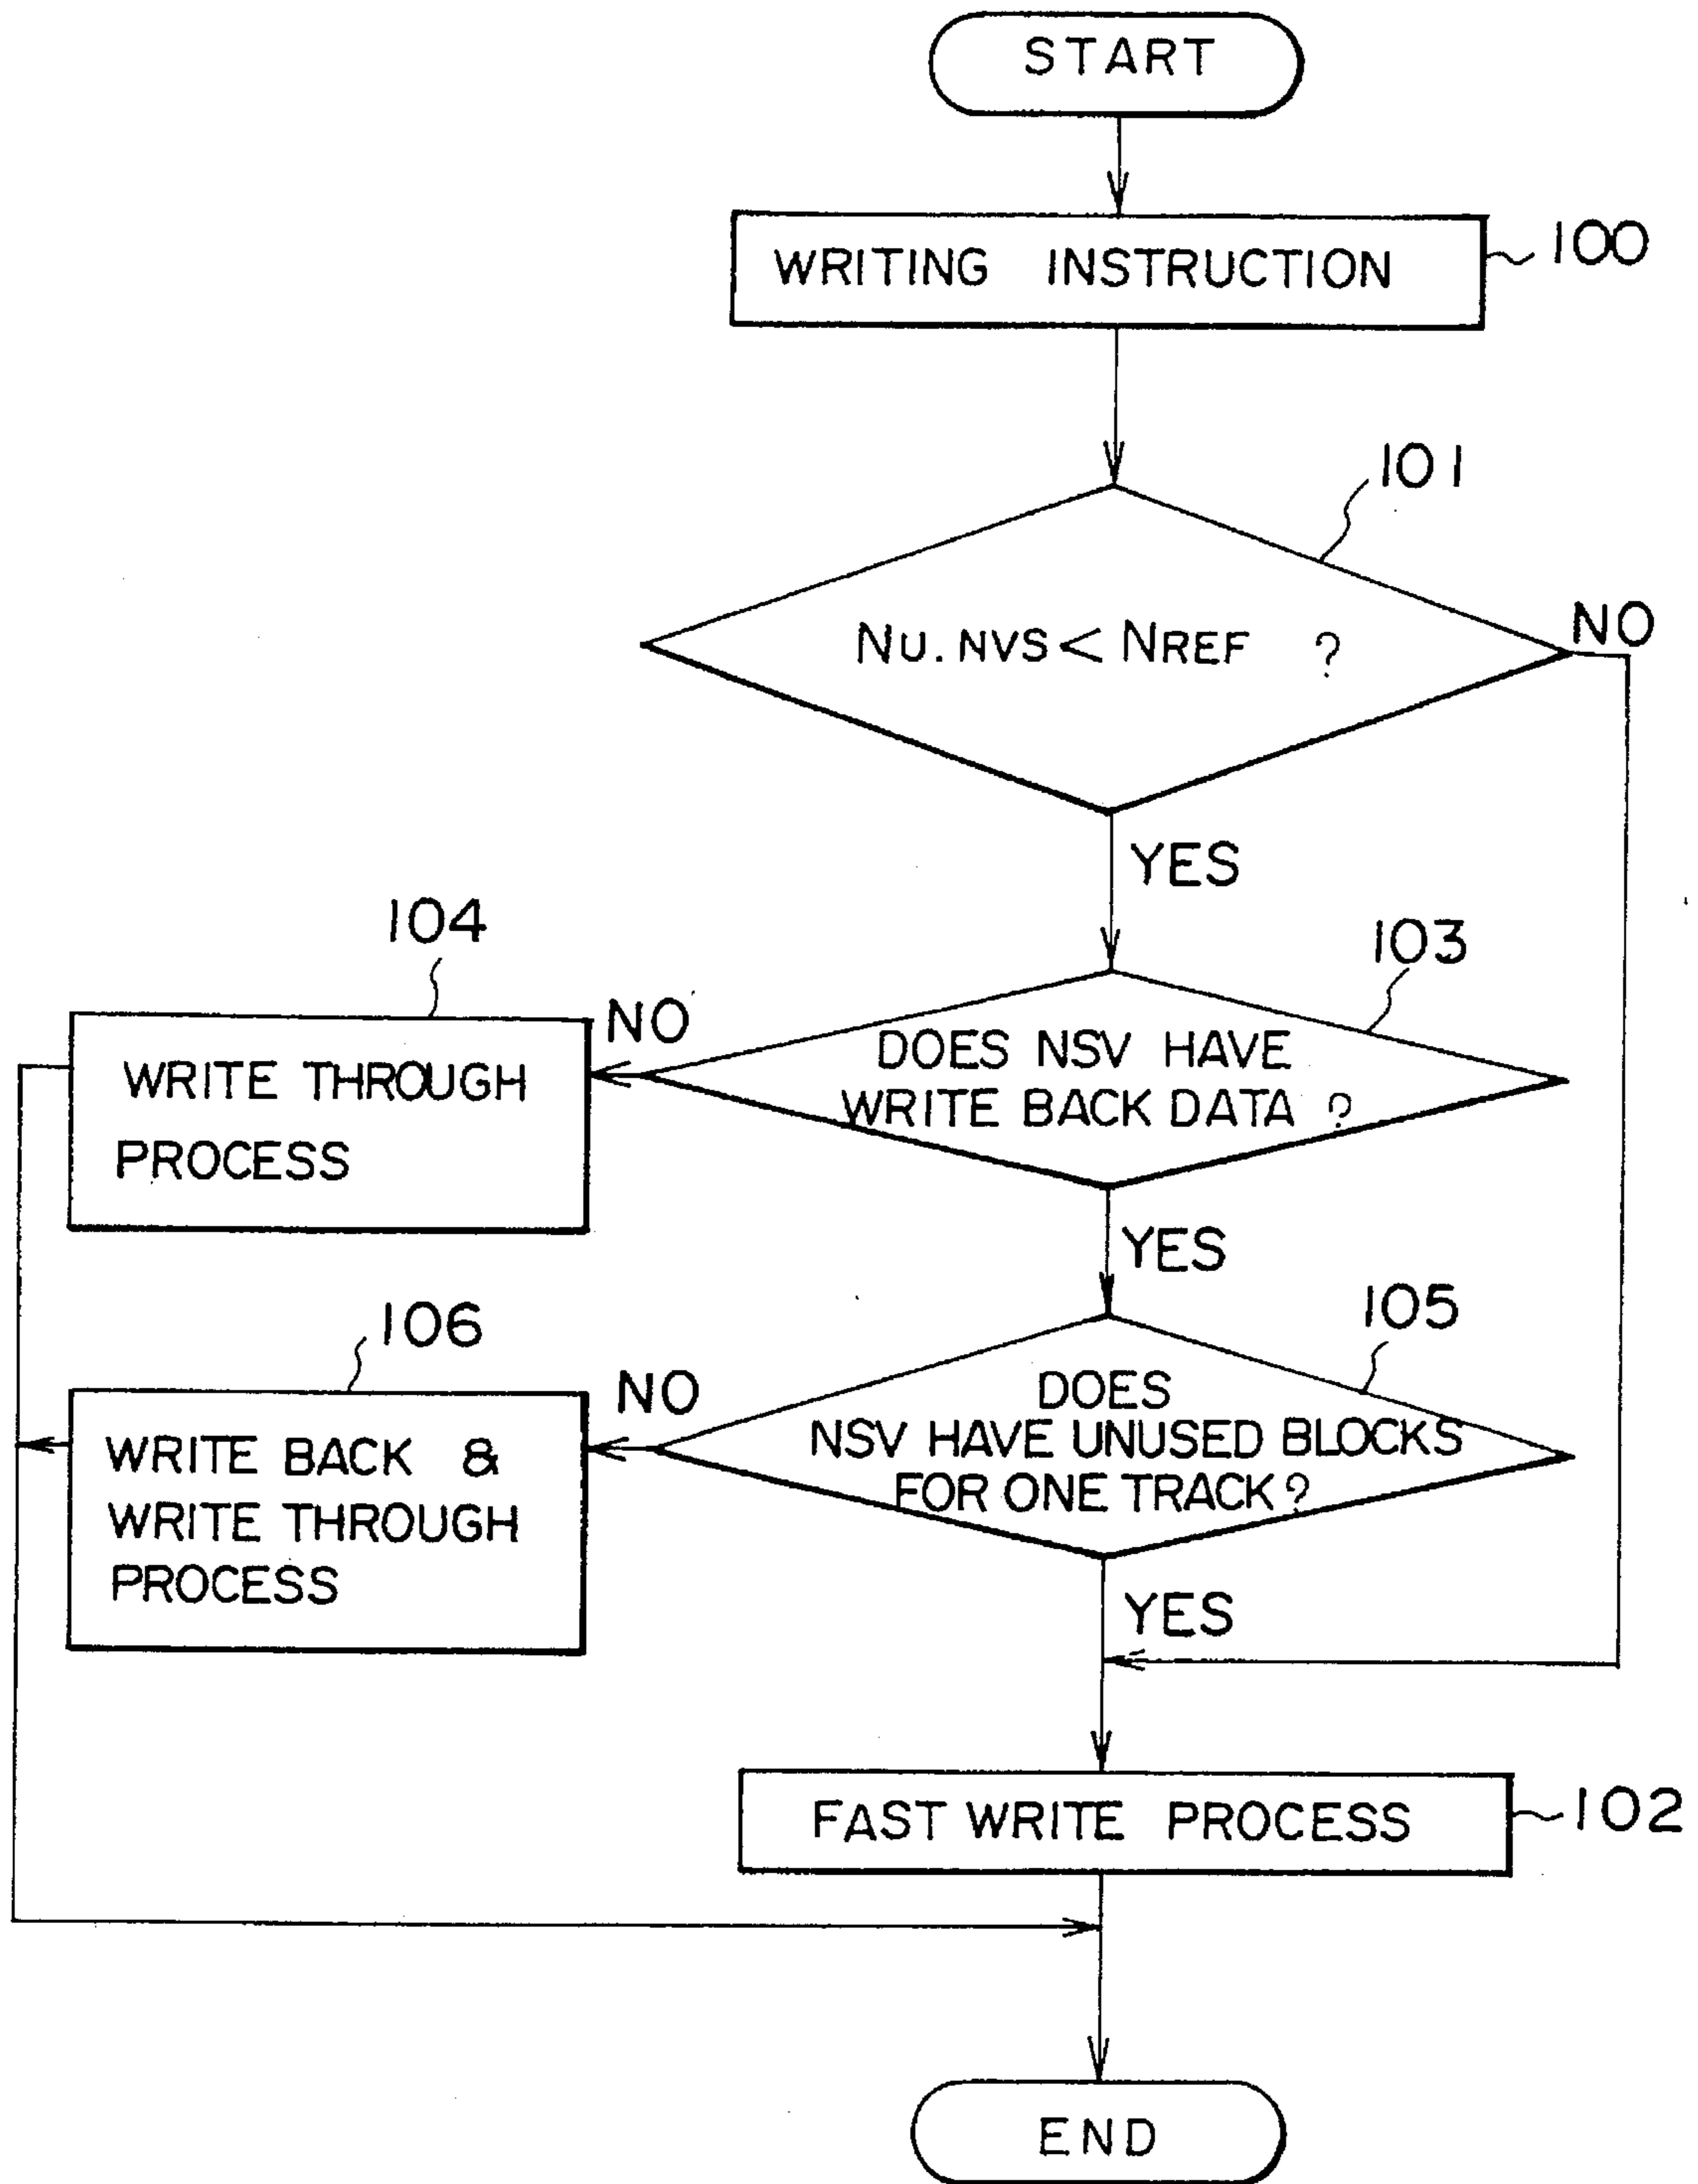 START
WRITING INSTRUCTION
100
101
NU.NVS < NREF ?
NO
YES
104
103
NO
DOES NSV HAVE
WRITE BACK DATA ?
WRITE THROUGH
PROCESS
YES
106
105
NO
DOES
NSV HAVE UNUSED BLOCKS
FOR ONE TRACK ?
WRITE BACK &
WRITE THROUGH
PROCESS
YES
FAST WRITE PROCESS
102
END